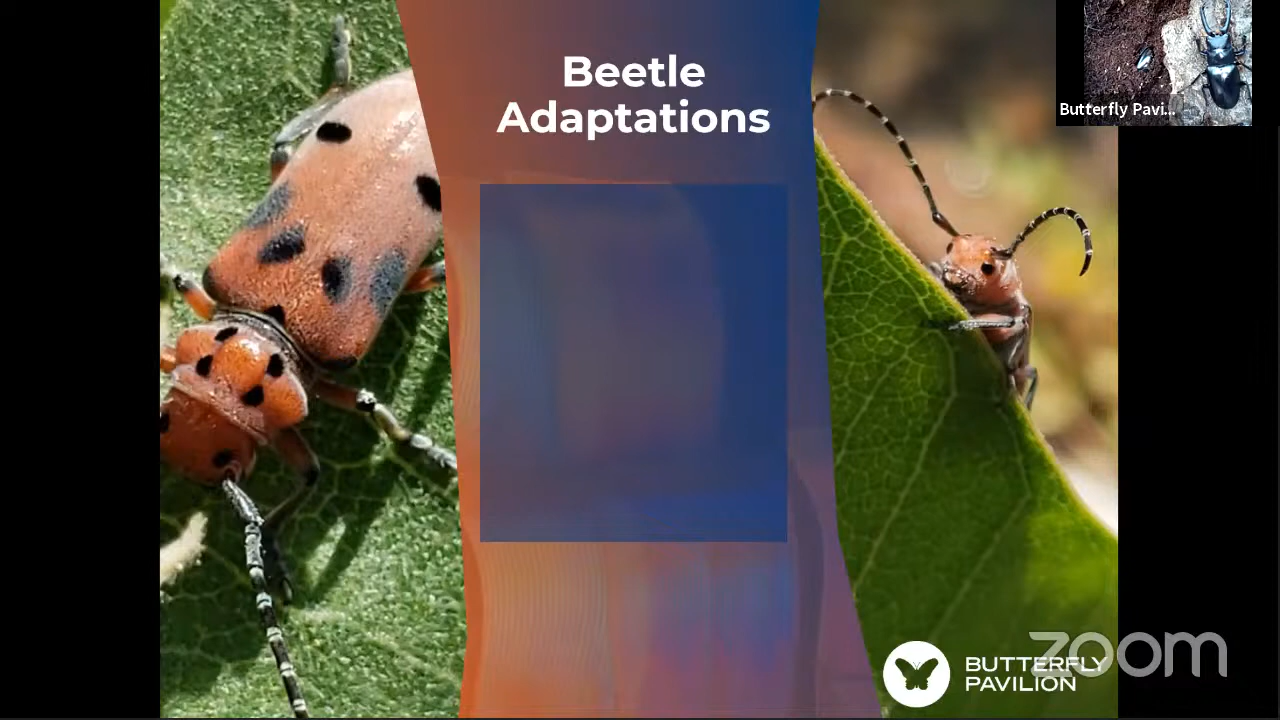 Beetle
Adaptations
Butterfly Pavi...
BUTTERFLY
PAVILION
zoom